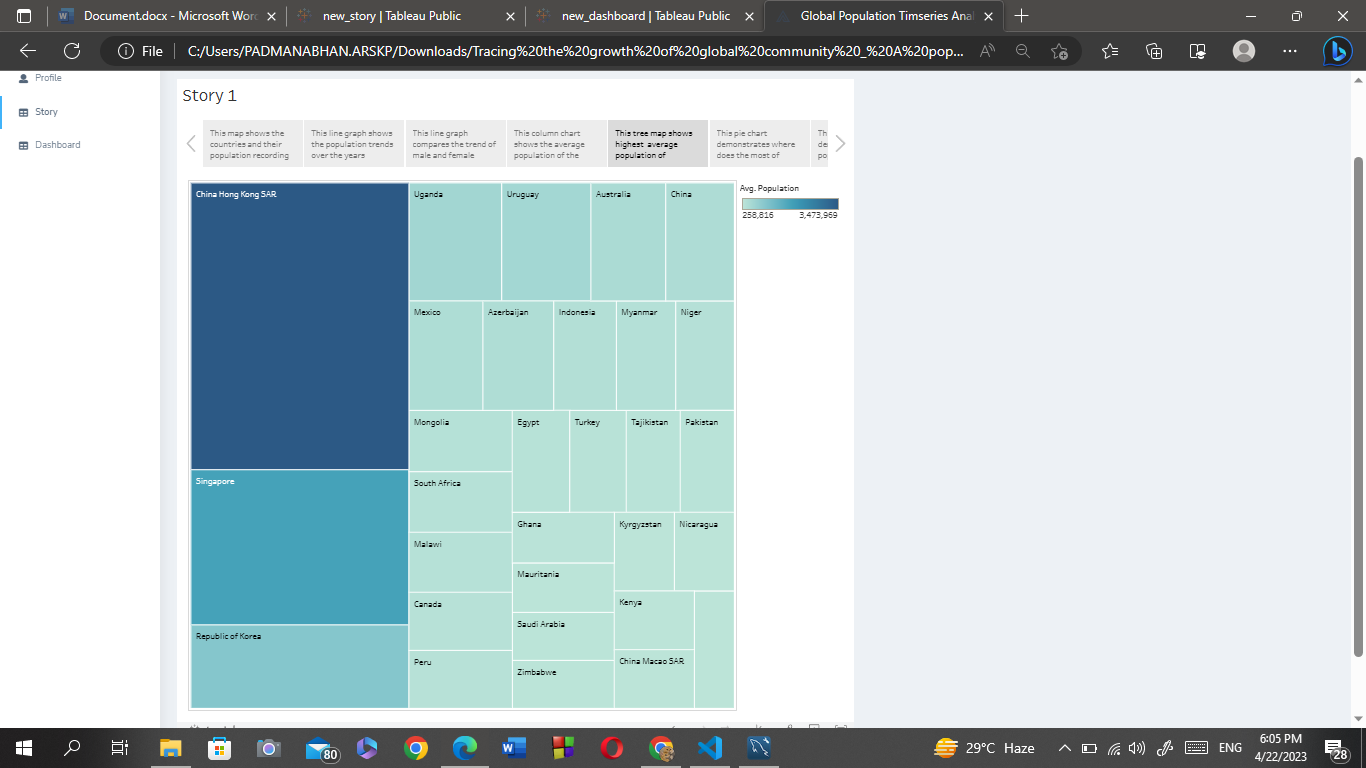 Document.docx - Microsoft Word
new_story | Tableau Public
new_dashboard | Tableau Public
Global Population Timseries Anal
File
C:/Users/PADMANABHAN.ARSKP/Downloads/Tracing%20the%20growth%20of%20global%20community%20_%20A%20pop...
Profile
Story
Dashboard
Story 1
This map shows the
countries and their
population recording
This line graph shows
the population trends
over the years
This line graph
compares the trend of
male and female
This column chart
shows the average
population of the
This tree map shows
highest average
population of
This pie chart
demonstrates where
does the most of
Th
de
po
China Hong Kong SAR
Uganda
Uruguay
Australia
China
Avg. Population
258,816
3,473,969
Mexico
Azerbaijan
Indonesia
Myanmar
Niger
Mongolia
Egypt
Turkey
Tajikistan
Pakistan
Singapore
South Africa
Ghana
Kyrgyzstan
Nicaragua
Malawi
Mauritania
Canada
Kenya
Saudi Arabia
Republic of Korea
Peru
China Macao SAR
Zimbabwe
80
29°C Haze
ENG
6:05 PM
4/22/2023
28